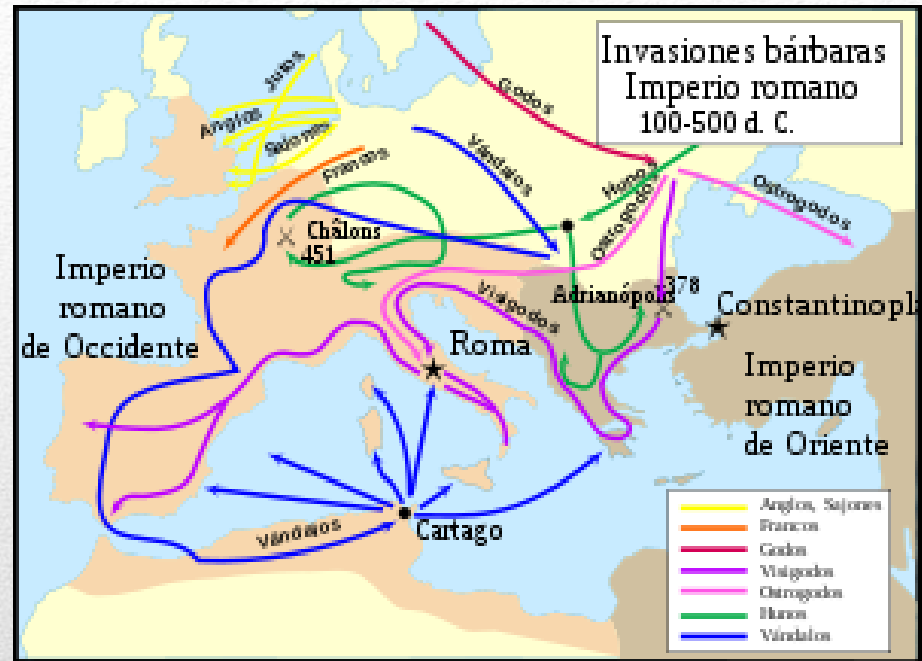 Invasiones bárbaras
Imperio romano
100-500 d. C.
Jutos
Anglos
Sajones
Godos
Vándalos
Francos
Hunos
Ostrogodos
Ostrogodos
Châlons
451
Imperio
romano
de Occidente
Visigodos
Adrianópolis
378
Constantinopl
Roma
Imperio
romano
de Oriente
Vándalos
Cartago
Anglos, Sajones
Francos
Godos
Visigodos
Ostrogodos
Hunos
Vándalos